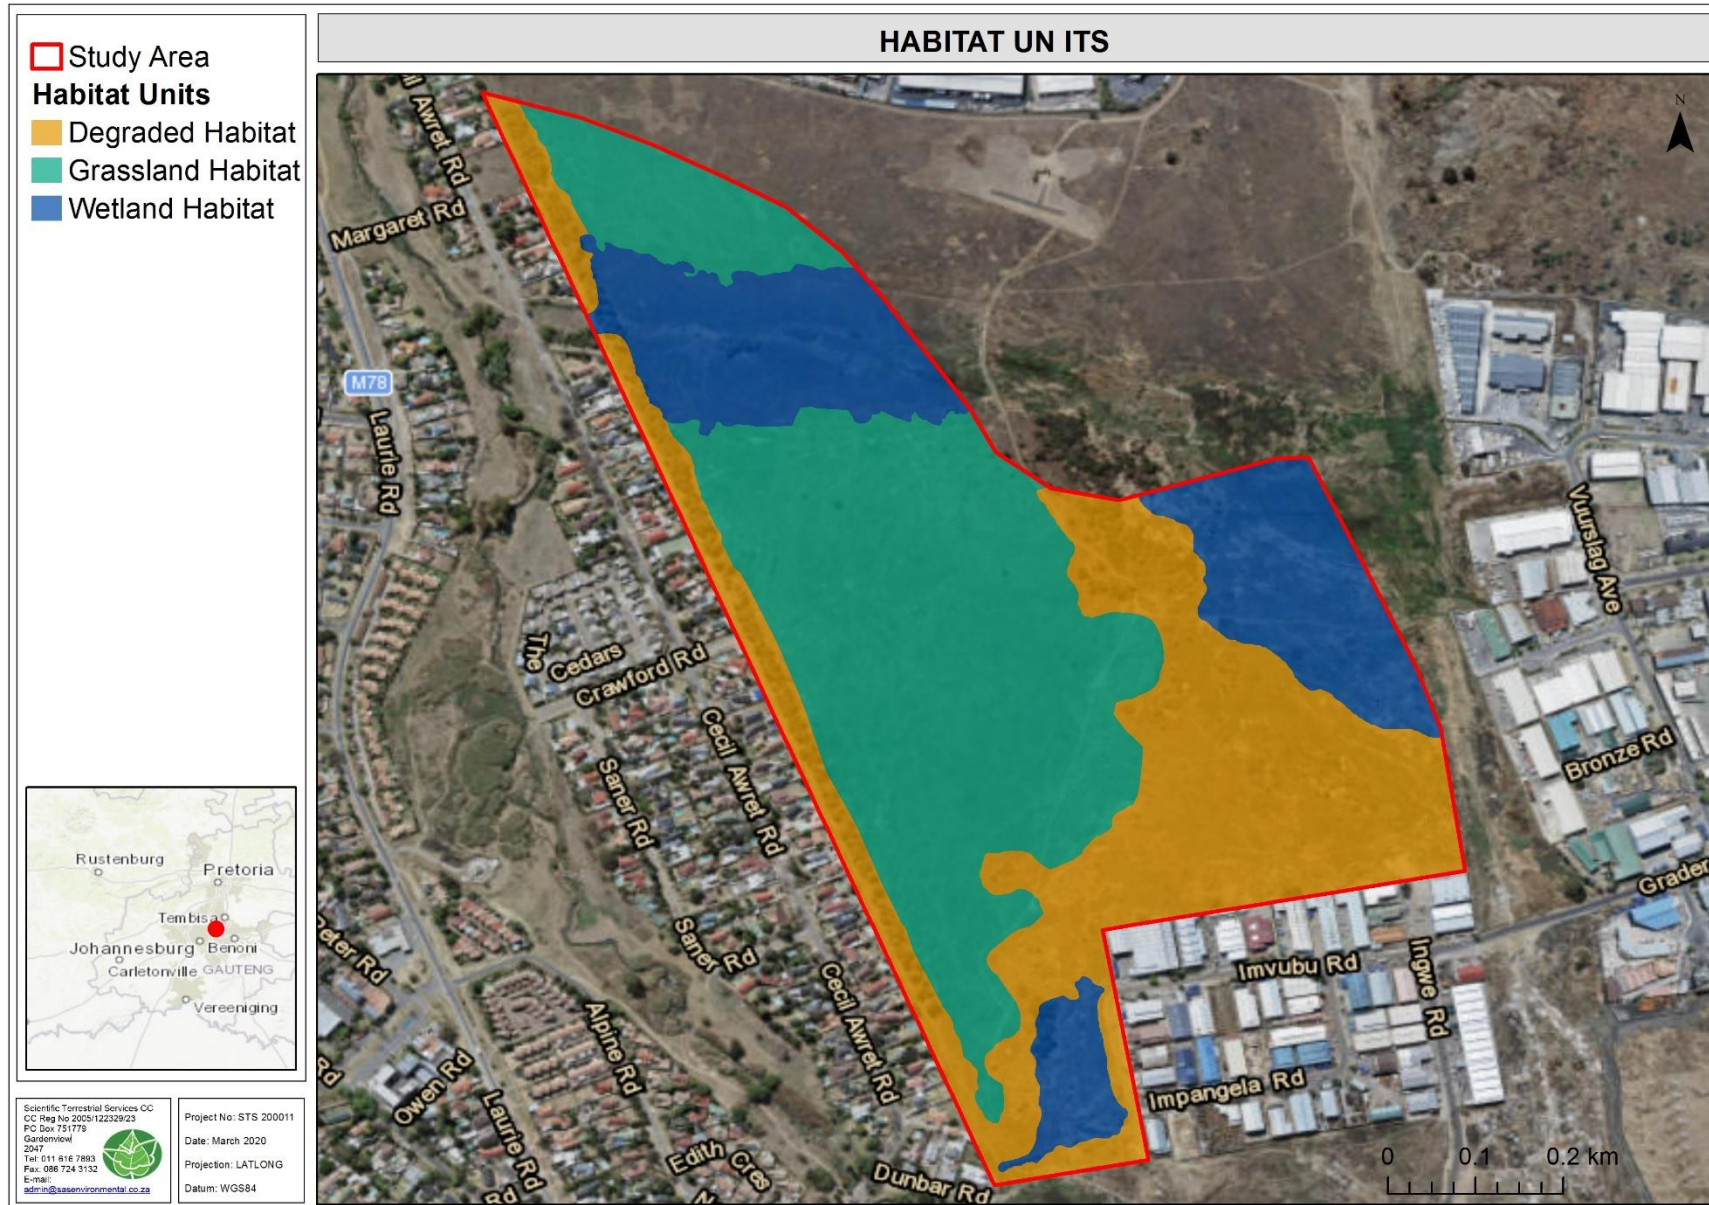 HABITAT UN ITS
Study Area
Habitat Units
Degraded Habitat
Grassland Habitat
Wetland Habitat
N
Awret Rd
Margaret Rd
M78
Laurie Rd
The Cedars
Crawford Rd
Cecil Awret Rd
Saner Rd
Saner Rd
Cecil Awret Rd
Peter Rd
Owen Rd
Rd
Alpine Rd
Laurie Rd
Edith Cres
Dunbar Rd
Rd
Vuurslag Ave
Bronze Rd
Grader
Imvubu Rd
Ingwe Rd
Impangela Rd
0 0.1 0.2 km
Rustenburg
Pretoria
Tembisa
Johannesburg
Benoni
Carletonville
GAUTENG
Vereeniging
Scientific Terrestrial Services CC
CC Reg No 2005/122329/23
PO Box 751779
Gardenview
2047
Tel: 011 616 7893
Fax: 086 724 3132
E-mail:
admin@sasenvironmental.co.za
Project No: STS 200011
Date: March 2020
Projection: LATLONG
Datum: WGS84